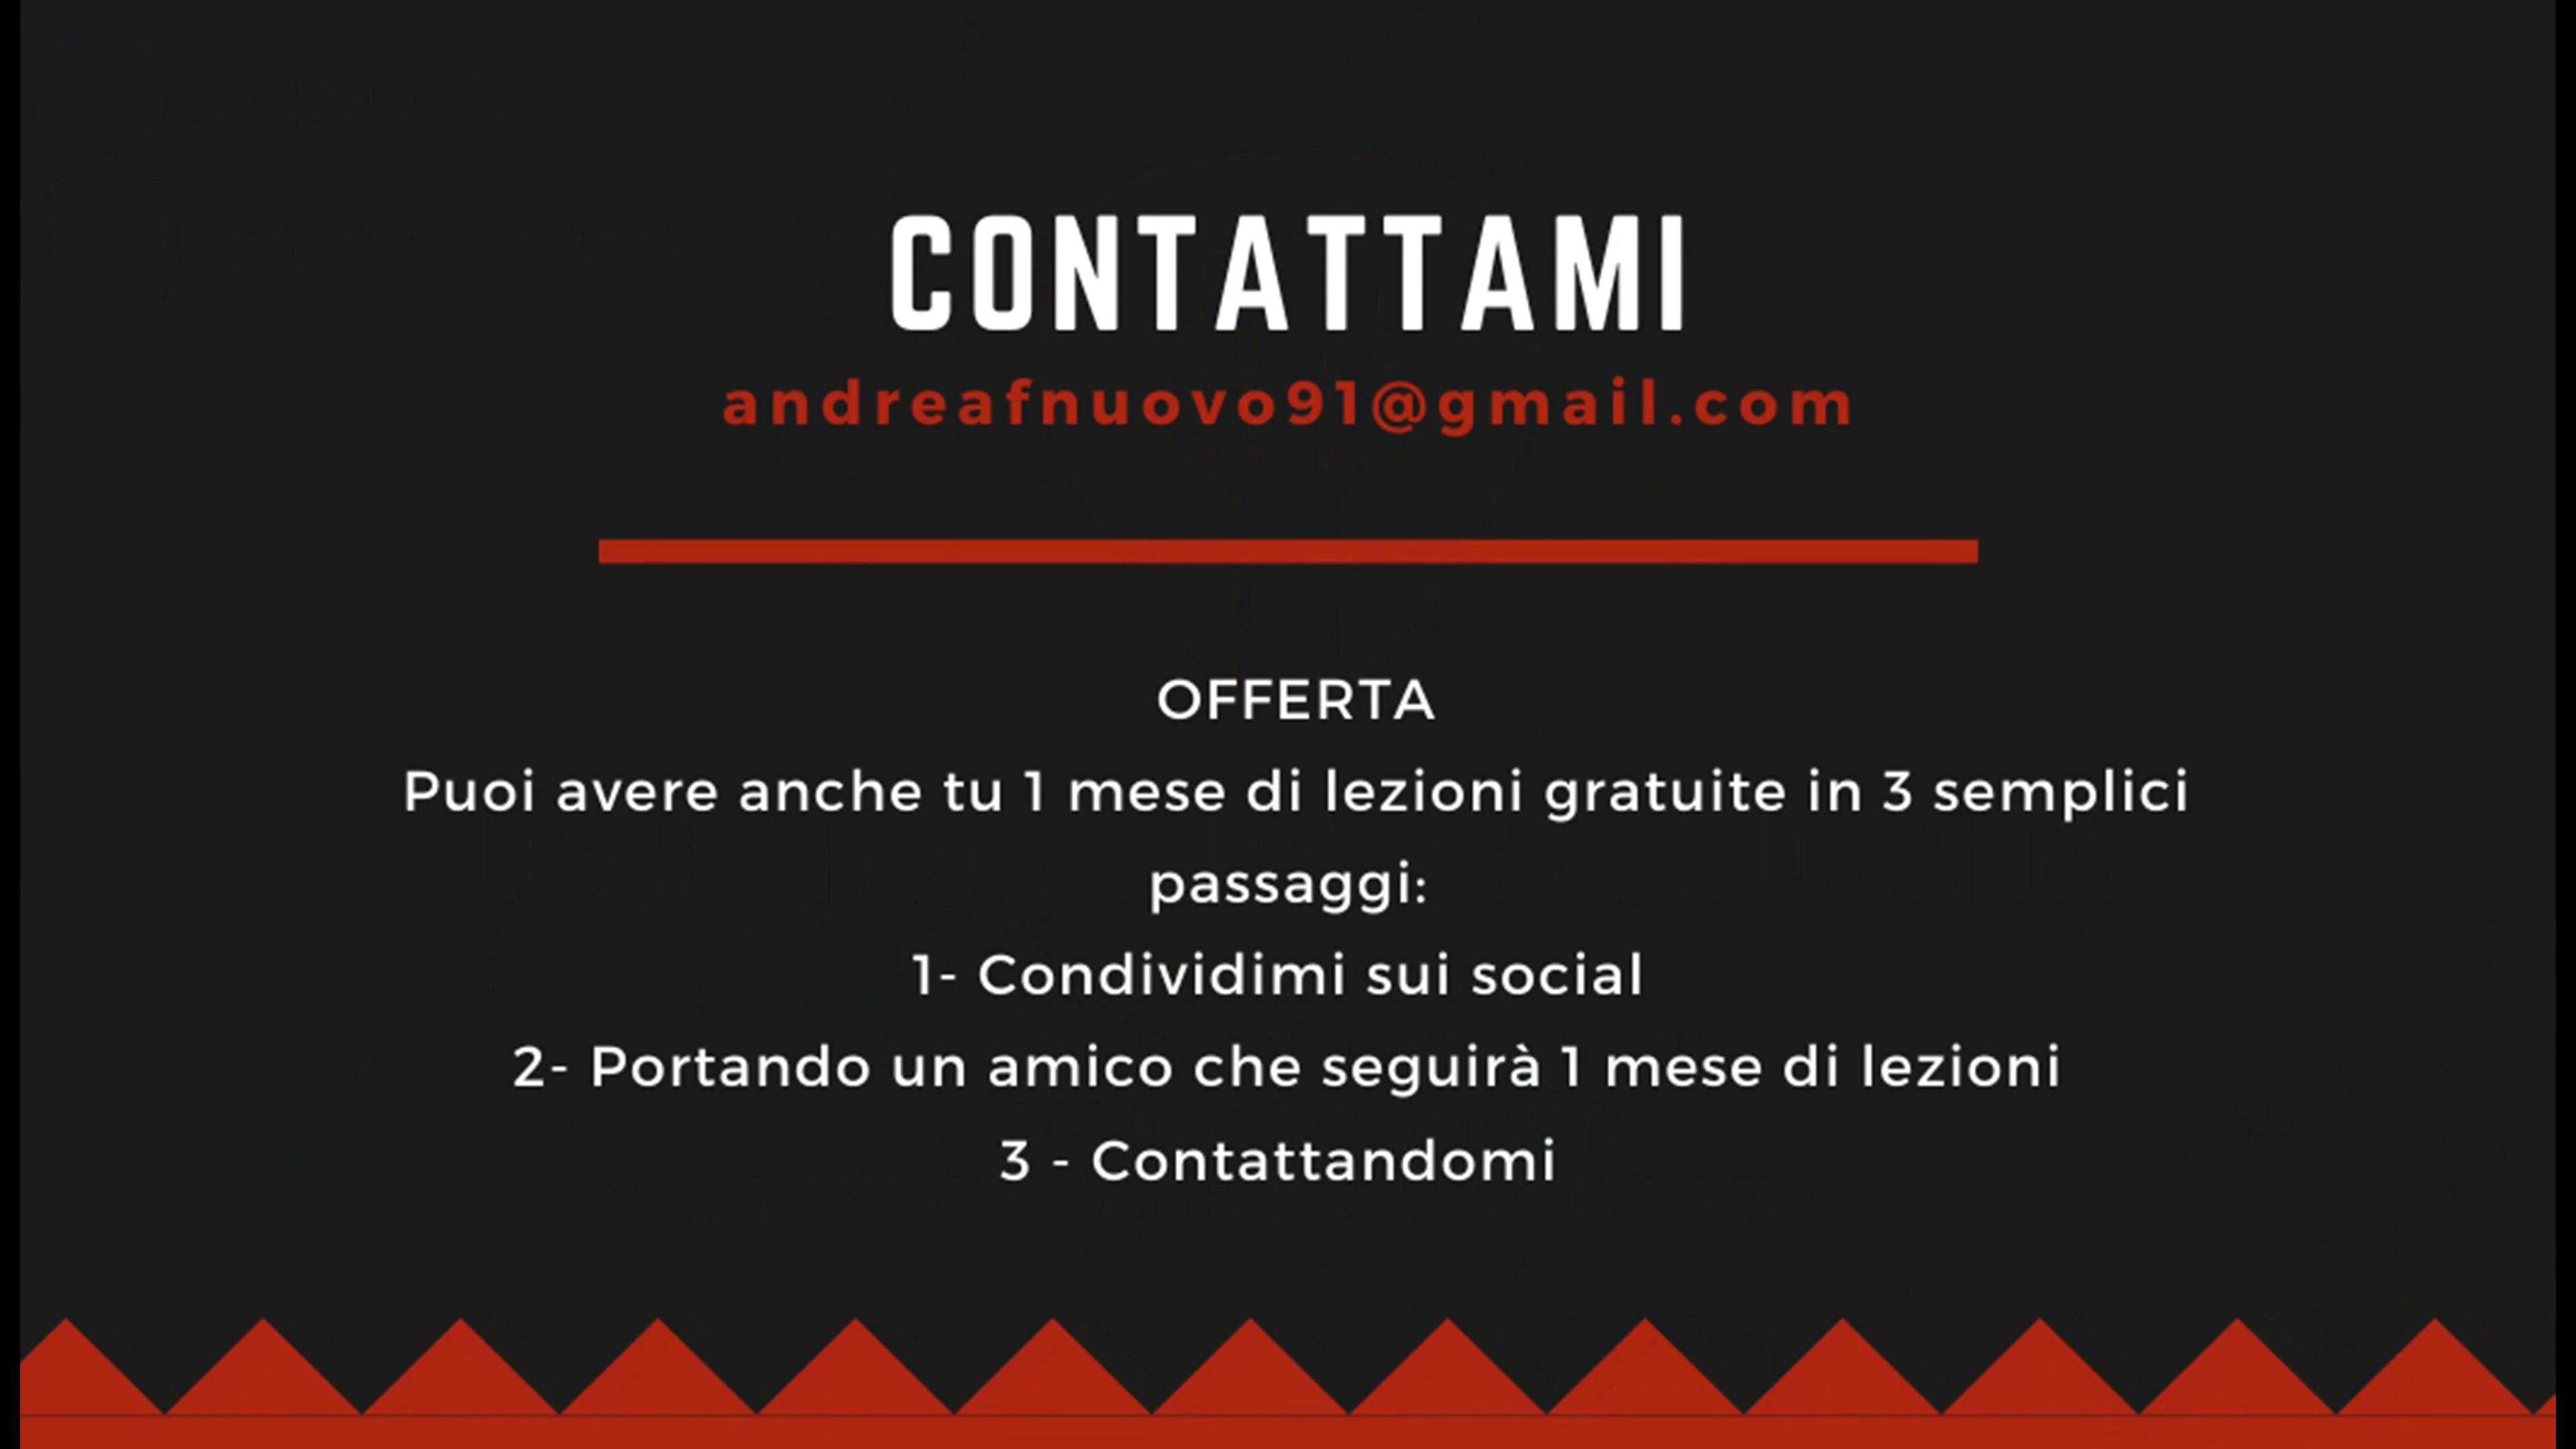 CONTATTAMI
andreafnuovo91@gmail.com
OFFERTA
Puoi avere anche tu 1 mese di lezioni gratuite in 3 semplici
passaggi:
1- Condividimi sui social
2- Portando un amico che seguirà 1 mese di lezioni
3 - Contattandomi